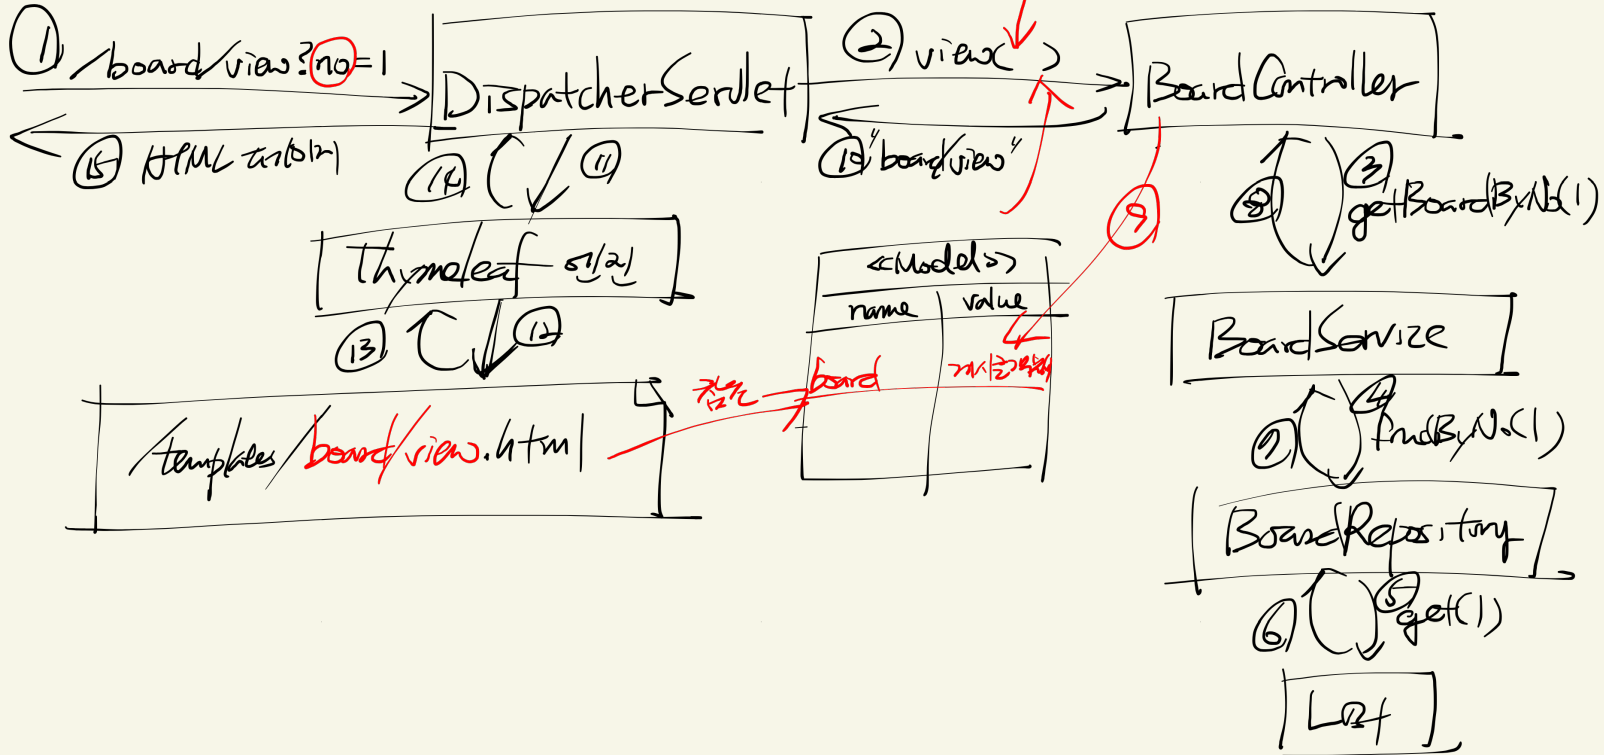 ① /board/view?no=1
DispatcherServlet
② view( )
BoardController
⑮ HTML 페이지
⑭
⑪
⑩ "board/view"
⑨
⑧
③ getBoardByNo(1)
Thymeleaf 엔진
<<Model>>
name value
board 게시글객체
BoardService
⑬
⑫
참조
/templates/board/view.html
⑦
④ findByNo(1)
BoardRepository
⑥
⑤ get(1)
List